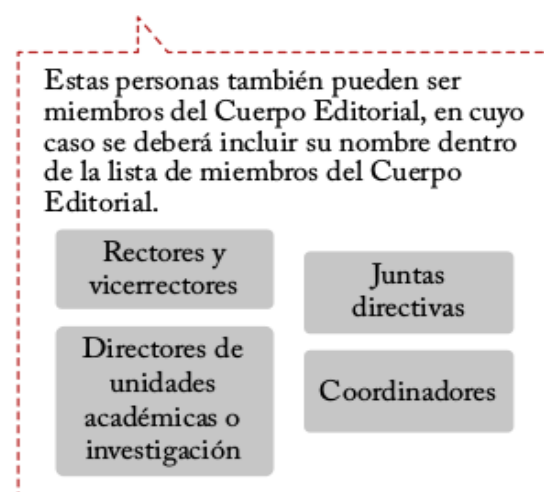 Estas personas también pueden ser
miembros del Cuerpo Editorial, en cuyo
caso se deberá incluir su nombre dentro
de la lista de miembros del Cuerpo
Editorial.
Rectores y
vicerrectores
Juntas
directivas
Directores de
unidades
académicas o
investigación
Coordinadores